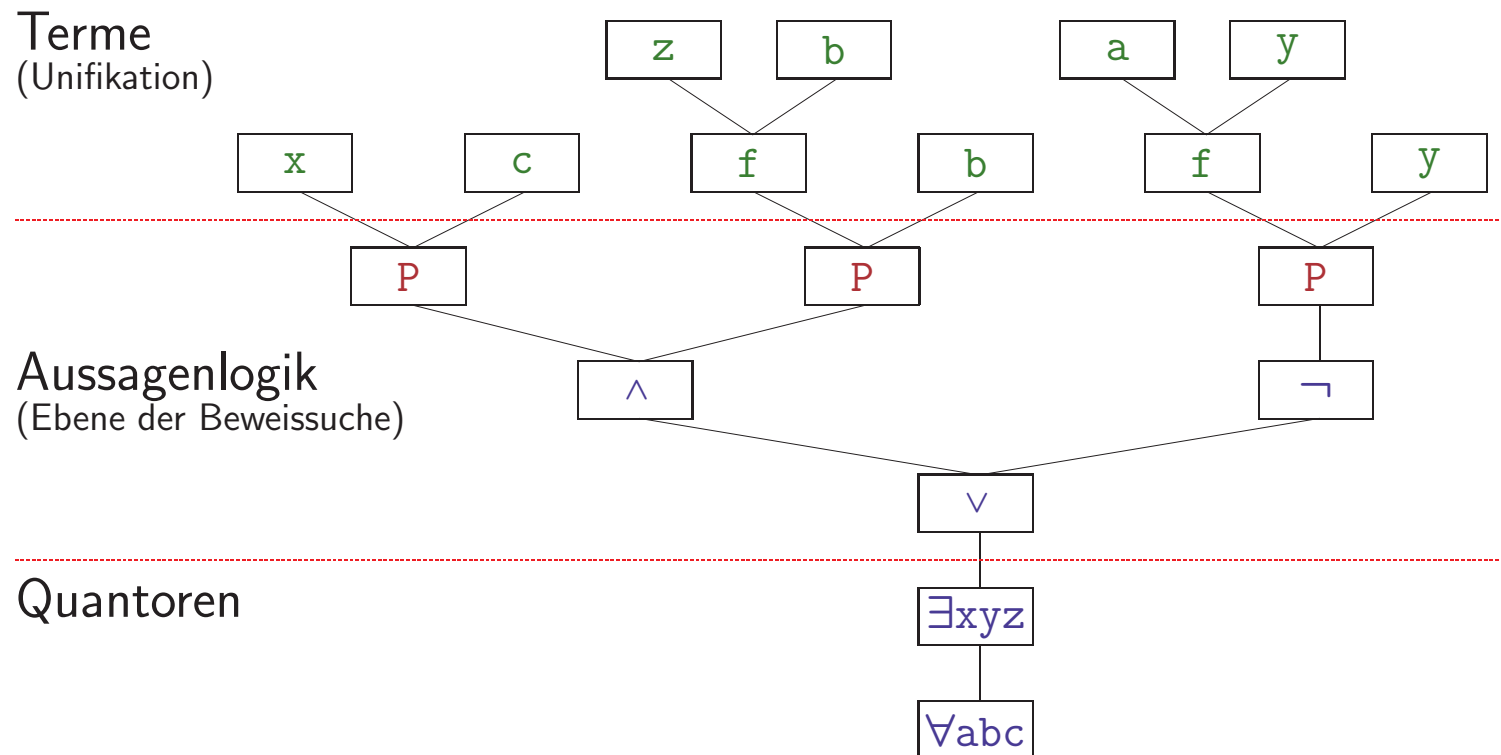 Terme
(Unifikation)
z b a y
x c f b f y
P P P
Aussagenlogik
(Ebene der Beweissuche)
∧ ¬
∨
Quantoren
∃xyz
∀abc